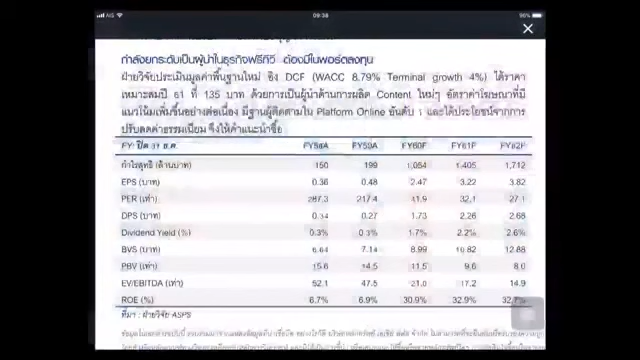 AIS
09:38
90%
กำลังยกระดับเป็นผู้นำในธุรกิจฟรีทีวี ต้องมีในพอร์ตลงทุน
ฝ่ายวิจัยประเมินมูลค่าพื้นฐานใหม่ อิง DCF (WACC 8.79% Terminal growth 4%) ได้ราคา
เหมาะสมปี 61 ที่ 135 บาท ด้วยการเป็นผู้นำด้านการผลิต Content ใหม่ๆ อัตราค่าโฆษณาที่มี
แนวโน้มเพิ่มขึ้นอย่างต่อเนื่อง มีฐานผู้ติดตามใน Platform Online อันดับ 1 และได้ประโยชน์จากการ
ปรับลดค่าธรรมเนียม จึงให้คำแนะนำซื้อ
FY: ปิด 31 ธ.ค. FY58A FY59A FY60F FY61F FY62F
กำไรสุทธิ (ล้านบาท) 150 199 1,054 1,405 1,712
EPS (บาท) 0.36 0.48 2.47 3.22 3.82
PER (เท่า) 287.3 217.4 41.9 32.1 27.1
DPS (บาท) 0.34 0.27 1.73 2.26 2.68
Dividend Yield (%) 0.3% 0.3% 1.7% 2.2% 2.6%
BVS (บาท) 6.64 7.14 8.99 10.82 12.88
PBV (เท่า) 15.6 14.5 11.5 9.6 8.0
EV/EBITDA (เท่า) 52.1 47.5 21.0 17.2 14.9
ROE (%) 6.7% 6.9% 30.9% 32.9%
ที่มา : ฝ่ายวิจัย ASPS